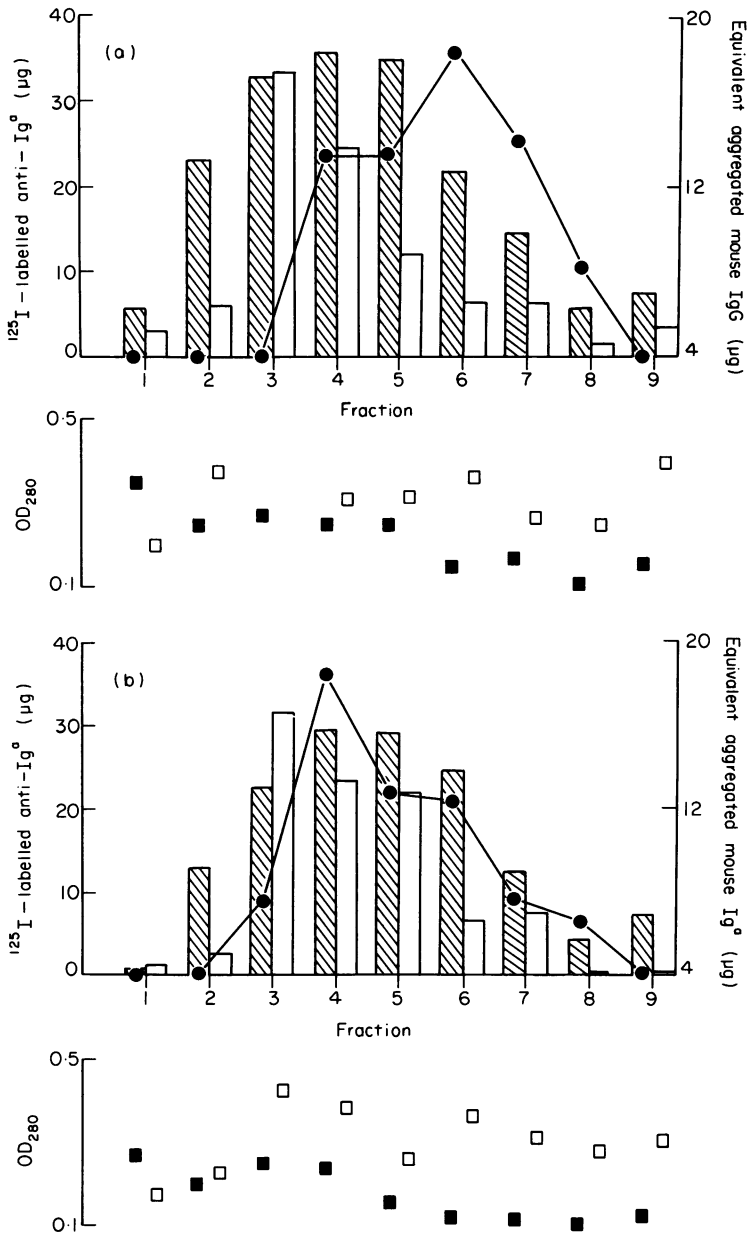 (a)
¹²⁵I – labelled anti – Igᵃ (μg)
40
30
20
10
0
Equivalent aggregated mouse IgG (μg)
20
12
4
1 2 3 4 5 6 7 8 9
Fraction
OD₂₈₀
0·5
0·1
(b)
¹²⁵I – labelled anti–Igᵃ (μg)
40
30
20
10
0
Equivalent aggregated mouse Igᵃ (μg)
20
12
4
1 2 3 4 5 6 7 8 9
Fraction
OD₂₈₀
0·5
0·1